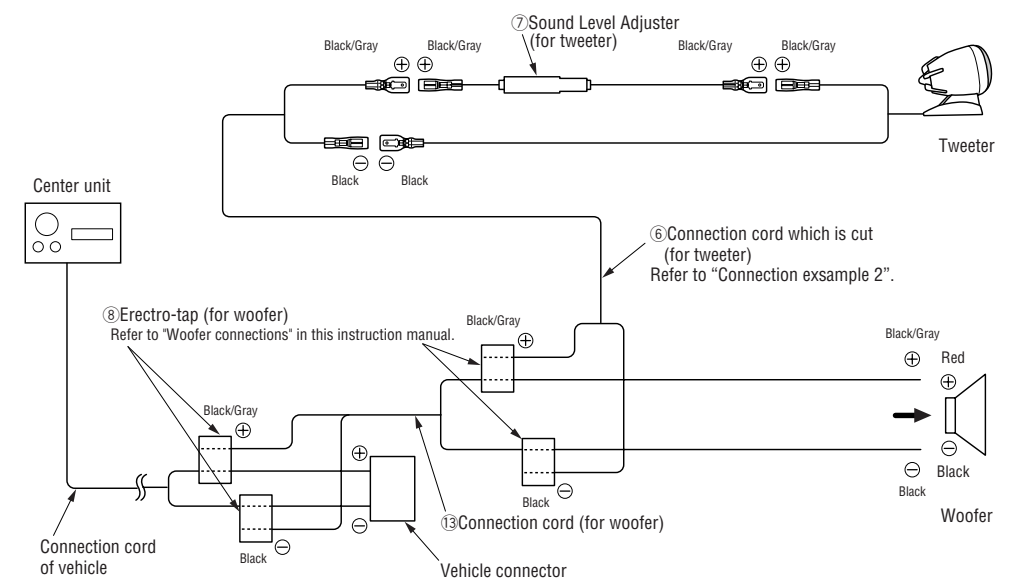 ⑦Sound Level Adjuster
(for tweeter)
Black/Gray
Black/Gray
Black/Gray
Black/Gray
⊕
⊕
⊕
⊕
Tweeter
⊖
⊖
Black
Black
Center unit
⑥Connection cord which is cut
(for tweeter)
Refer to “Connection exsample 2”.
⑧Erectro-tap (for woofer)
Refer to "Woofer connections" in this instruction manual.
Black/Gray
⊕
Black/Gray
⊕
Red
⊕
Black/Gray
⊕
⊕
⊖
Black
⊖
Black
Woofer
Black
⊖
⊖
Black
⊖
⑬Connection cord (for woofer)
Connection cord
of vehicle
Vehicle connector